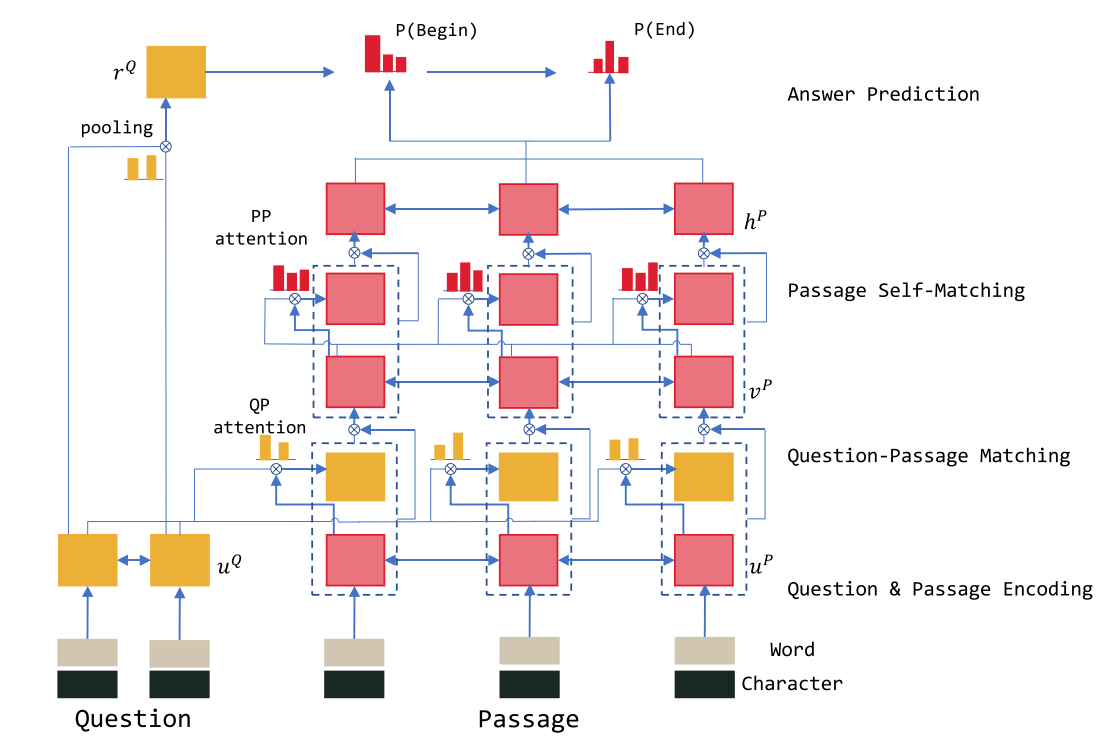 P(Begin)
P(End)
r^Q
Answer Prediction
pooling
PP
attention
h^P
Passage Self-Matching
v^P
QP
attention
Question-Passage Matching
u^Q
u^P
Question & Passage Encoding
Word
Character
Question
Passage